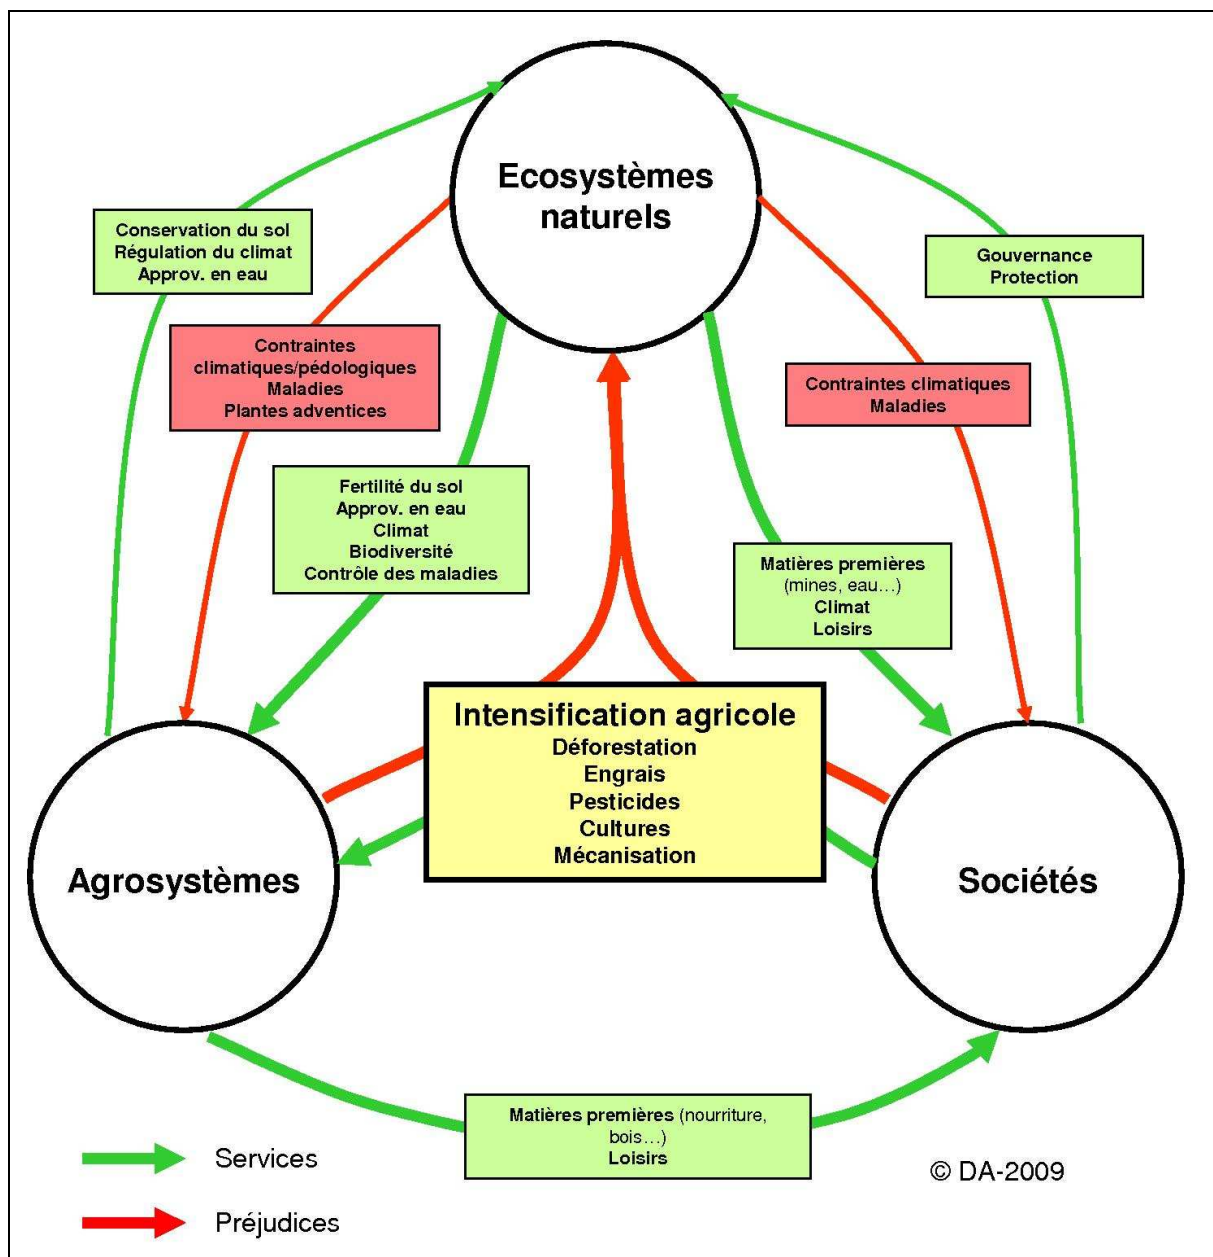 Ecosystèmes
naturels
Conservation du sol
Régulation du climat
Approv. en eau
Gouvernance
Protection
Contraintes
climatiques/pédologiques
Maladies
Plantes adventices
Contraintes climatiques
Maladies
Fertilité du sol
Approv. en eau
Climat
Biodiversité
Contrôle des maladies
Matières premières
(mines, eau...)
Climat
Loisirs
Intensification agricole
Déforestation
Engrais
Pesticides
Cultures
Mécanisation
Agrosystèmes
Sociétés
Matières premières (nourriture,
bois...)
Loisirs
Services
Préjudices
© DA-2009